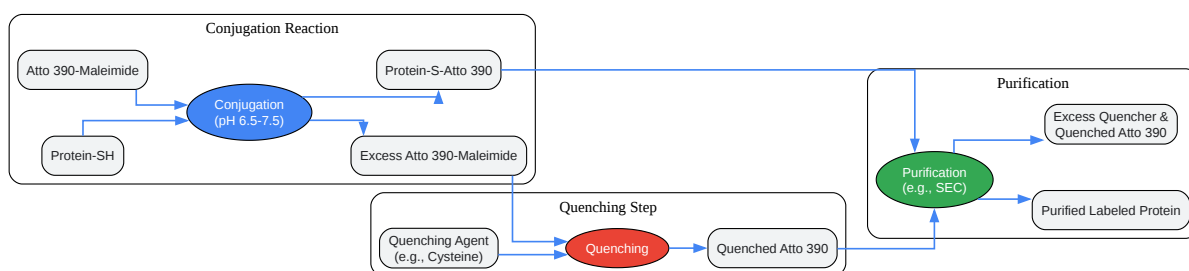 Conjugation Reaction
Atto 390-Maleimide
Protein-SH
Conjugation
(pH 6.5-7.5)
Protein-S-Atto 390
Excess Atto 390-Maleimide
Quenching Step
Quenching Agent
(e.g., Cysteine)
Quenching
Quenched Atto 390
Purification
Purification
(e.g., SEC)
Excess Quencher &
Quenched Atto 390
Purified Labeled Protein